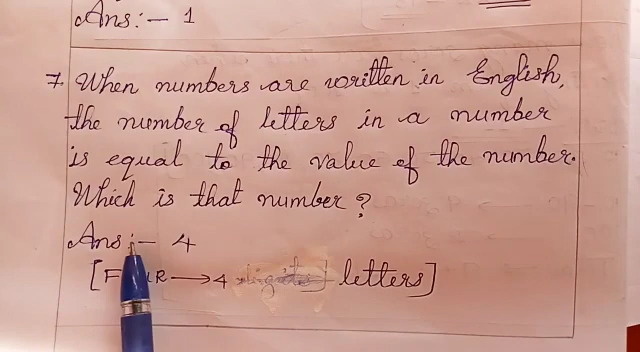 Ans:- 1
7 When numbers are written in English,
the number of letters in a number
is equal to the value of the number.
Which is that number?
Ans:- 4
[F R → 4 letters]